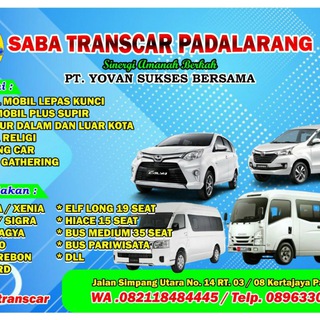 SABA TRANSCAR PADALARANG
Sinergi Amanah Berkah
PT. YOVAN SUKSES BERSAMA
MOBIL LEPAS KUNCI
MOBIL PLUS SUPIR
DALAM DAN LUAR KOTA
RELIGI
CAR
GATHERING
/ XENIA
SIGRA
* ELF LONG 19 SEAT
* HIACE 15 SEAT
* BUS MEDIUM 35 SEAT
* BUS PARIWISATA
* DLL
transcar
Jalan Simpang Utara No. 14 RT. 03 / 08 Kertajaya
WA .082118484445 / Telp.